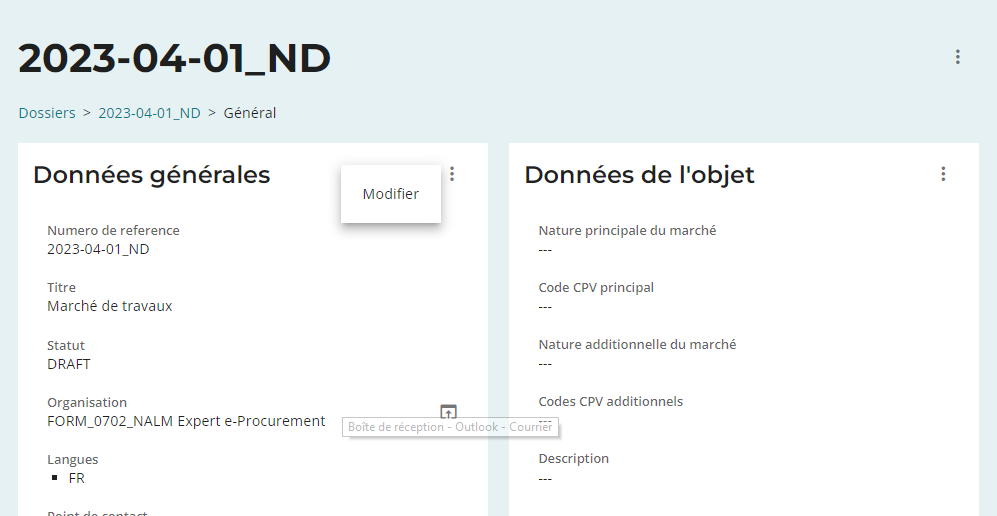 2023-04-01_ND
Dossiers > 2023-04-01_ND > Général
Données générales
Modifier
Numero de reference
2023-04-01_ND
Titre
Marché de travaux
Statut
DRAFT
Organisation
FORM_0702_NALM Expert e-Procurement
Boîte de réception - Outlook - Courrier
Langues
FR
Point de contact
Données de l'objet
Nature principale du marché
---
Code CPV principal
---
Nature additionnelle du marché
---
Codes CPV additionnels
---
Description
---